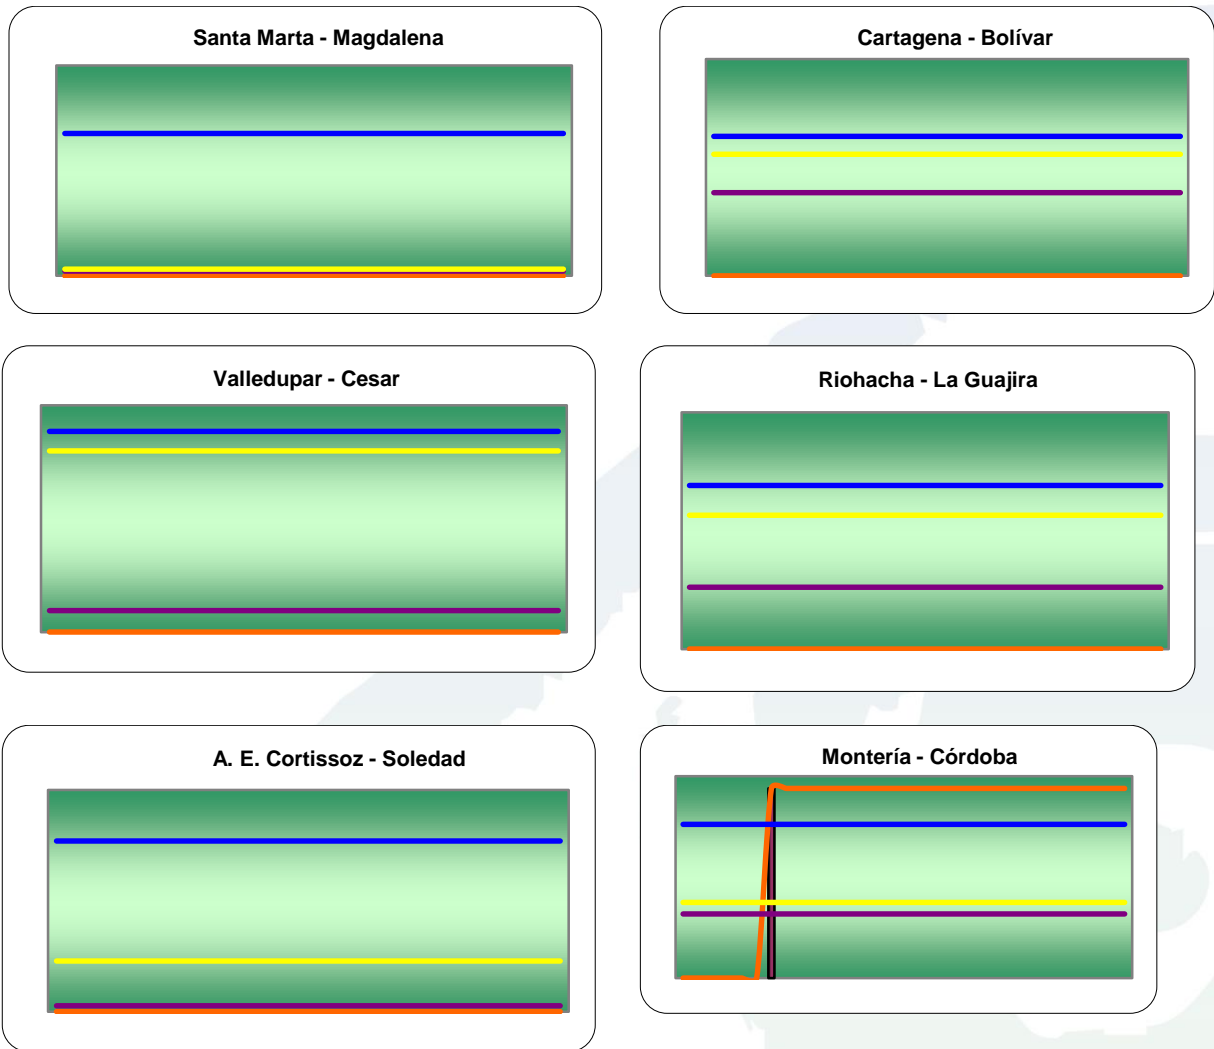 Santa Marta - Magdalena
Cartagena - Bolívar
Valledupar - Cesar
Riohacha - La Guajira
A. E. Cortissoz - Soledad
Montería - Córdoba